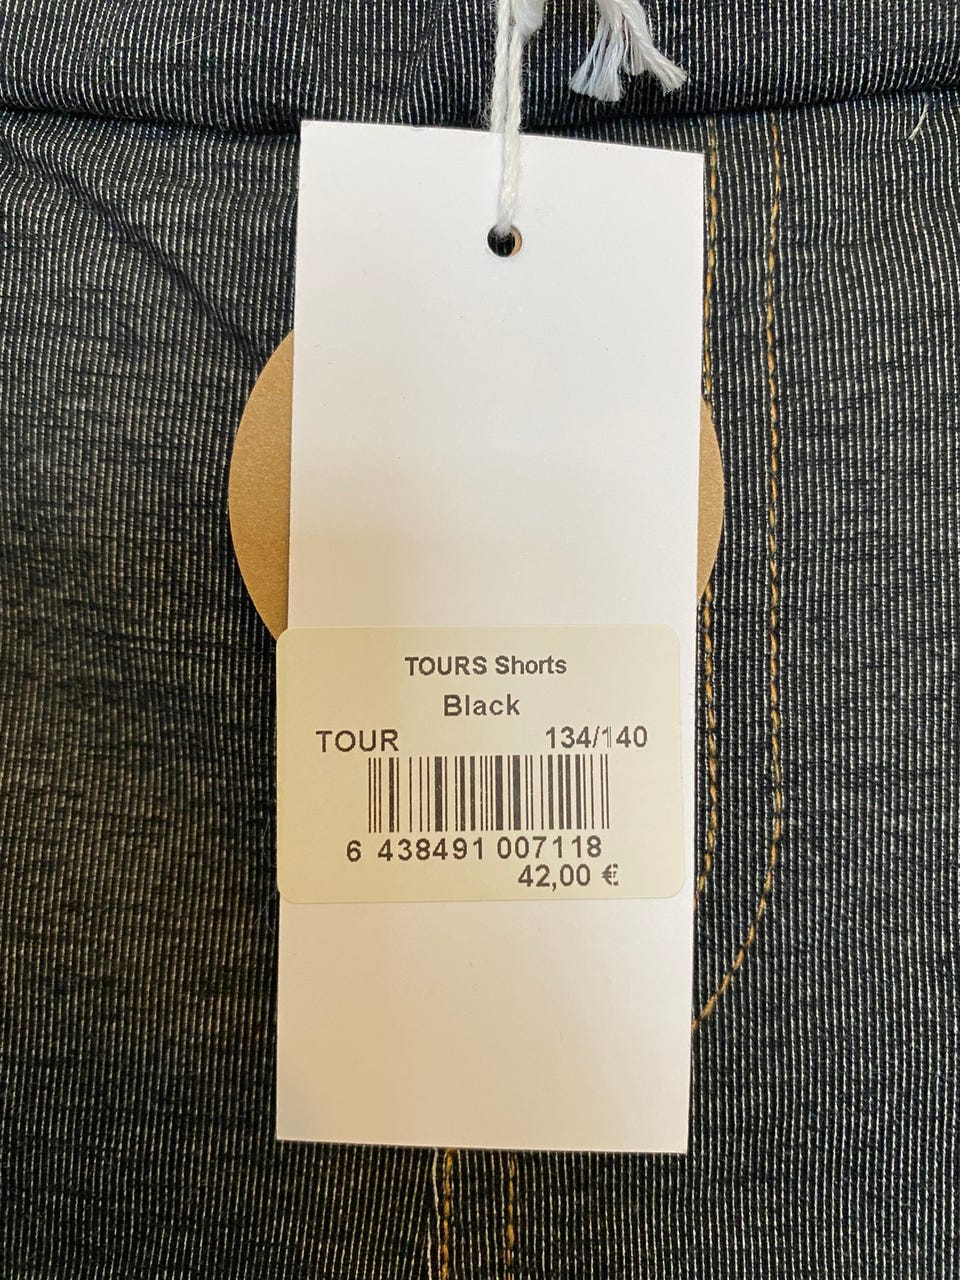 TOURS Shorts
Black
TOUR 134/140
6 438491 007118
42,00 €